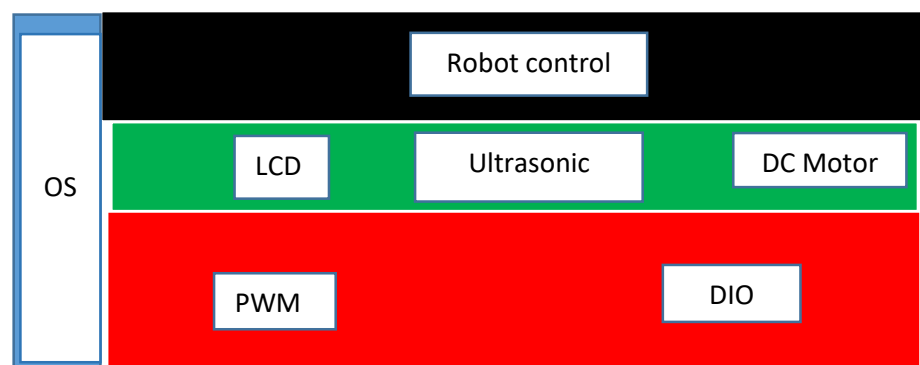 Robot control
OS
LCD
Ultrasonic
DC Motor
PWM
DIO